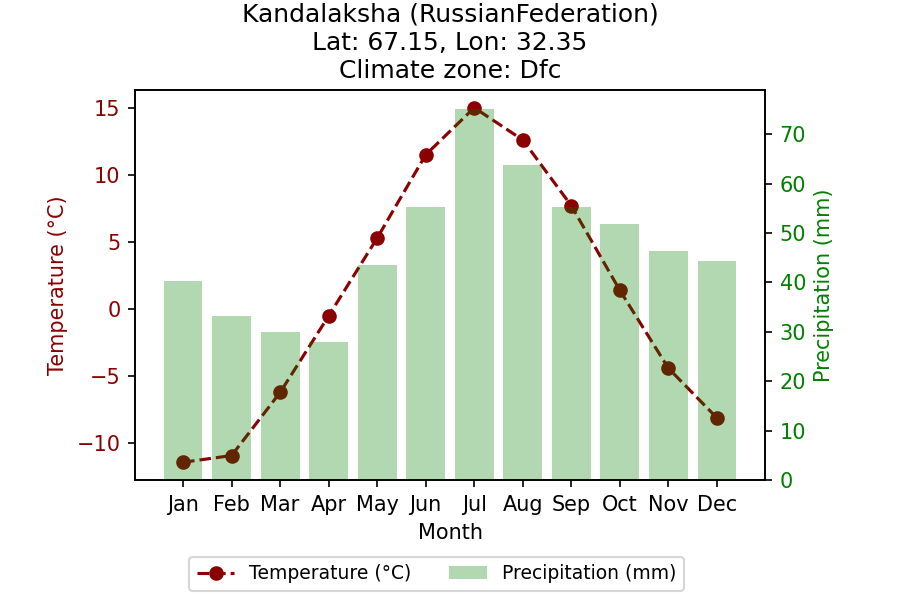 Kandalaksha (RussianFederation)
Lat: 67.15, Lon: 32.35
Climate zone: Dfc
Temperature (°C)
15
10
5
0
−5
−10
70
60
50
40
30
20
10
0
Precipitation (mm)
Jan Feb Mar Apr May Jun Jul Aug Sep Oct Nov Dec
Month
Temperature (°C) Precipitation (mm)